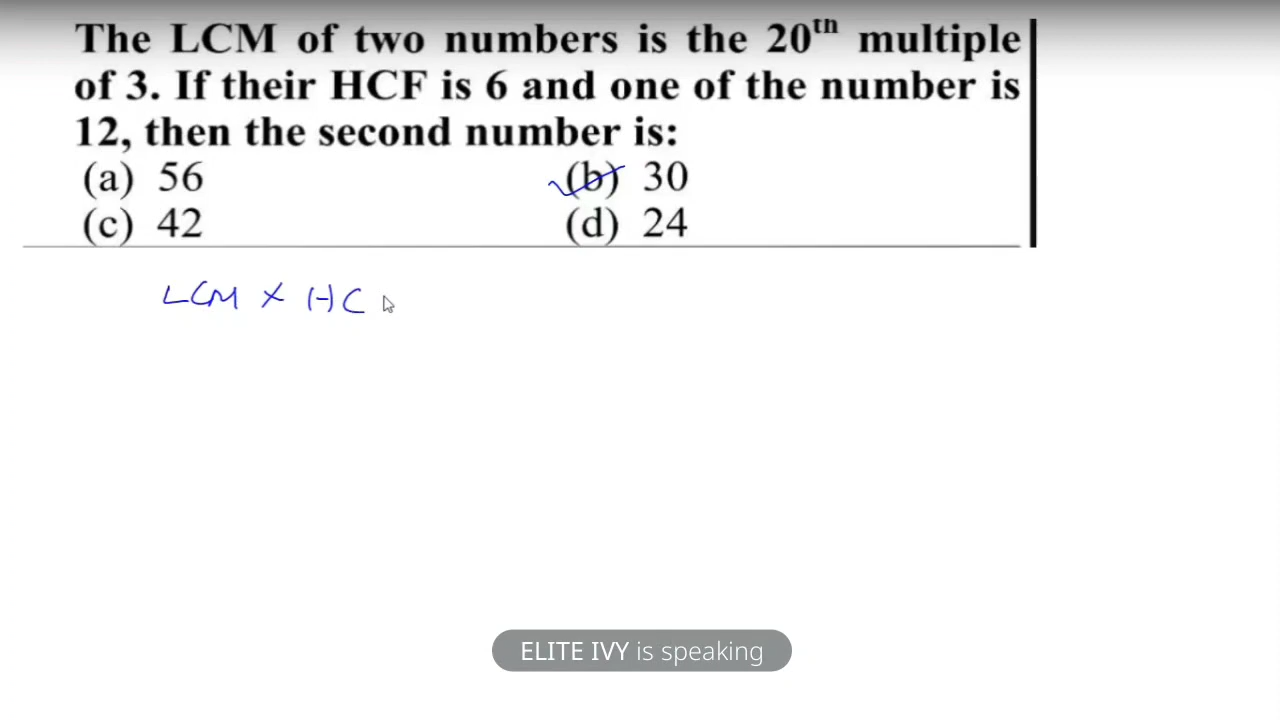 The LCM of two numbers is the 20th multiple
of 3. If their HCF is 6 and one of the number is
12, then the second number is:
(a) 56 (b) 30
(c) 42 (d) 24
LCM × HC
ELITE IVY is speaking